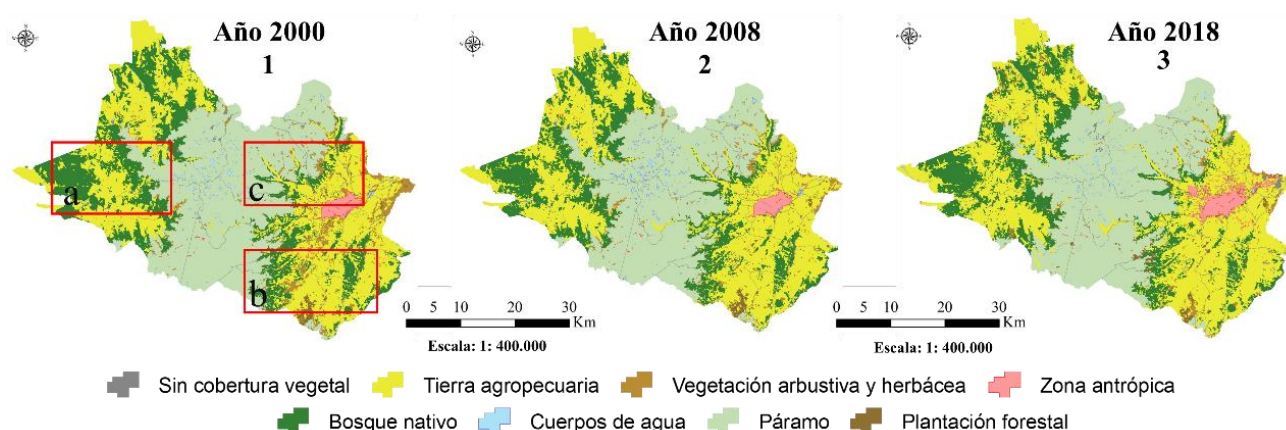 Año 2000
1
Año 2008
2
Año 2018
3
a
c
b
0 10 20 30
Km
Escala: 1: 400.000
0 10 20 30
Km
Escala: 1: 400.000
Sin cobertura vegetal Tierra agropecuaria Vegetación arbustiva y herbácea Zona antrópica
Bosque nativo Cuerpos de agua Páramo Plantación forestal